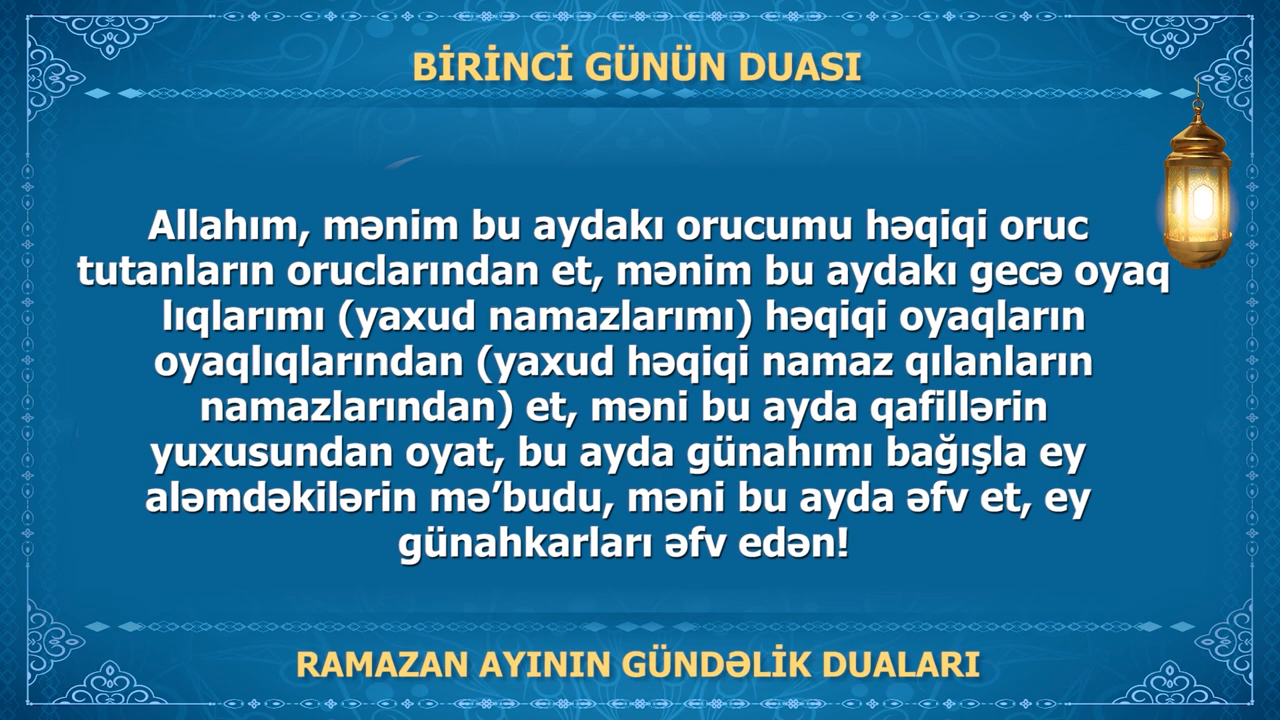 BİRİNCİ GÜNÜN DUASI
Allahım, mənim bu aydakı orucumu həqiqi oruc
tutanların oruclarından et, mənim bu aydakı gecə oyaq
lıqlarımı (yaxud namazlarımı) həqiqi oyaqların
oyaqlıqlarından (yaxud həqiqi namaz qılanların
namazlarından) et, məni bu ayda qafillərin
yuxusundan oyat, bu ayda günahımı bağışla ey
aləmdəkilərin mə’budu, məni bu ayda əfv et, ey
günahkarları əfv edən!
RAMAZAN AYININ GÜNDƏLİK DUALARI